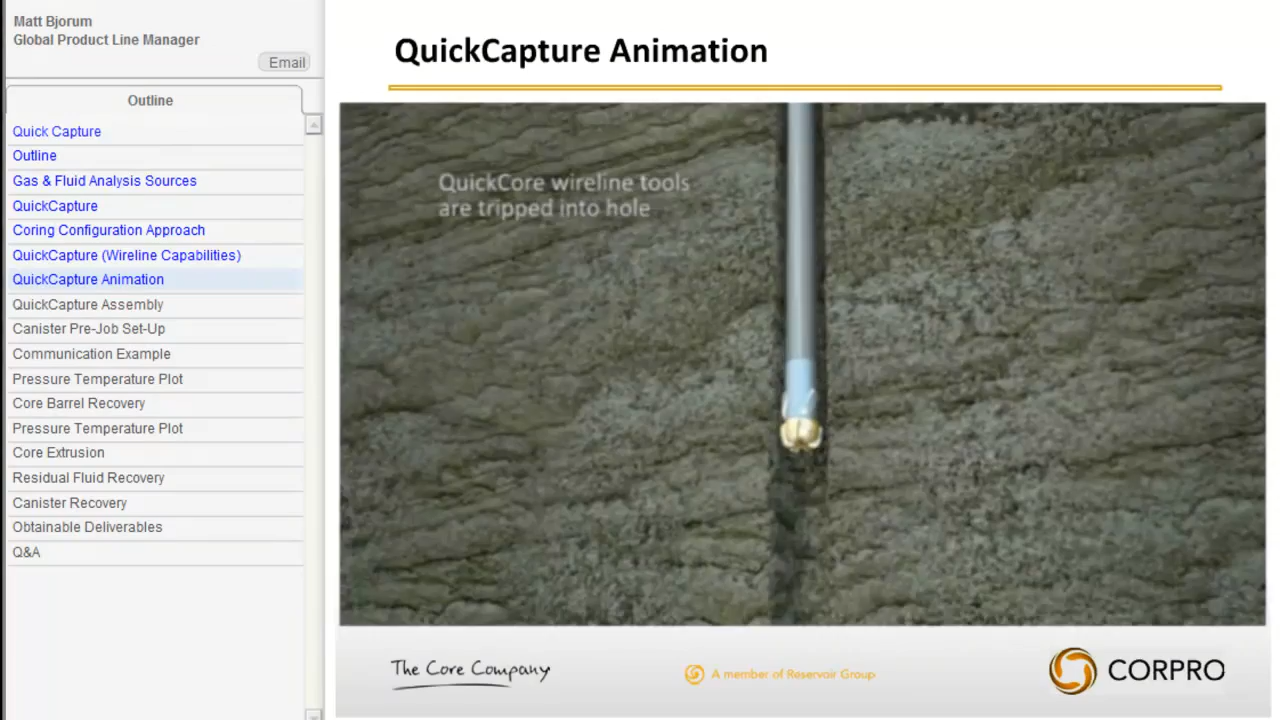 Matt Bjorum
Global Product Line Manager
Email
Outline
Quick Capture
Outline
Gas & Fluid Analysis Sources
QuickCapture
Coring Configuration Approach
QuickCapture (Wireline Capabilities)
QuickCapture Animation
QuickCapture Assembly
Canister Pre-Job Set-Up
Communication Example
Pressure Temperature Plot
Core Barrel Recovery
Pressure Temperature Plot
Core Extrusion
Residual Fluid Recovery
Canister Recovery
Obtainable Deliverables
Q&A
QuickCapture Animation
QuickCore wireline tools
are tripped into hole
The Core Company
A member of Reservoir Group
CORPRO